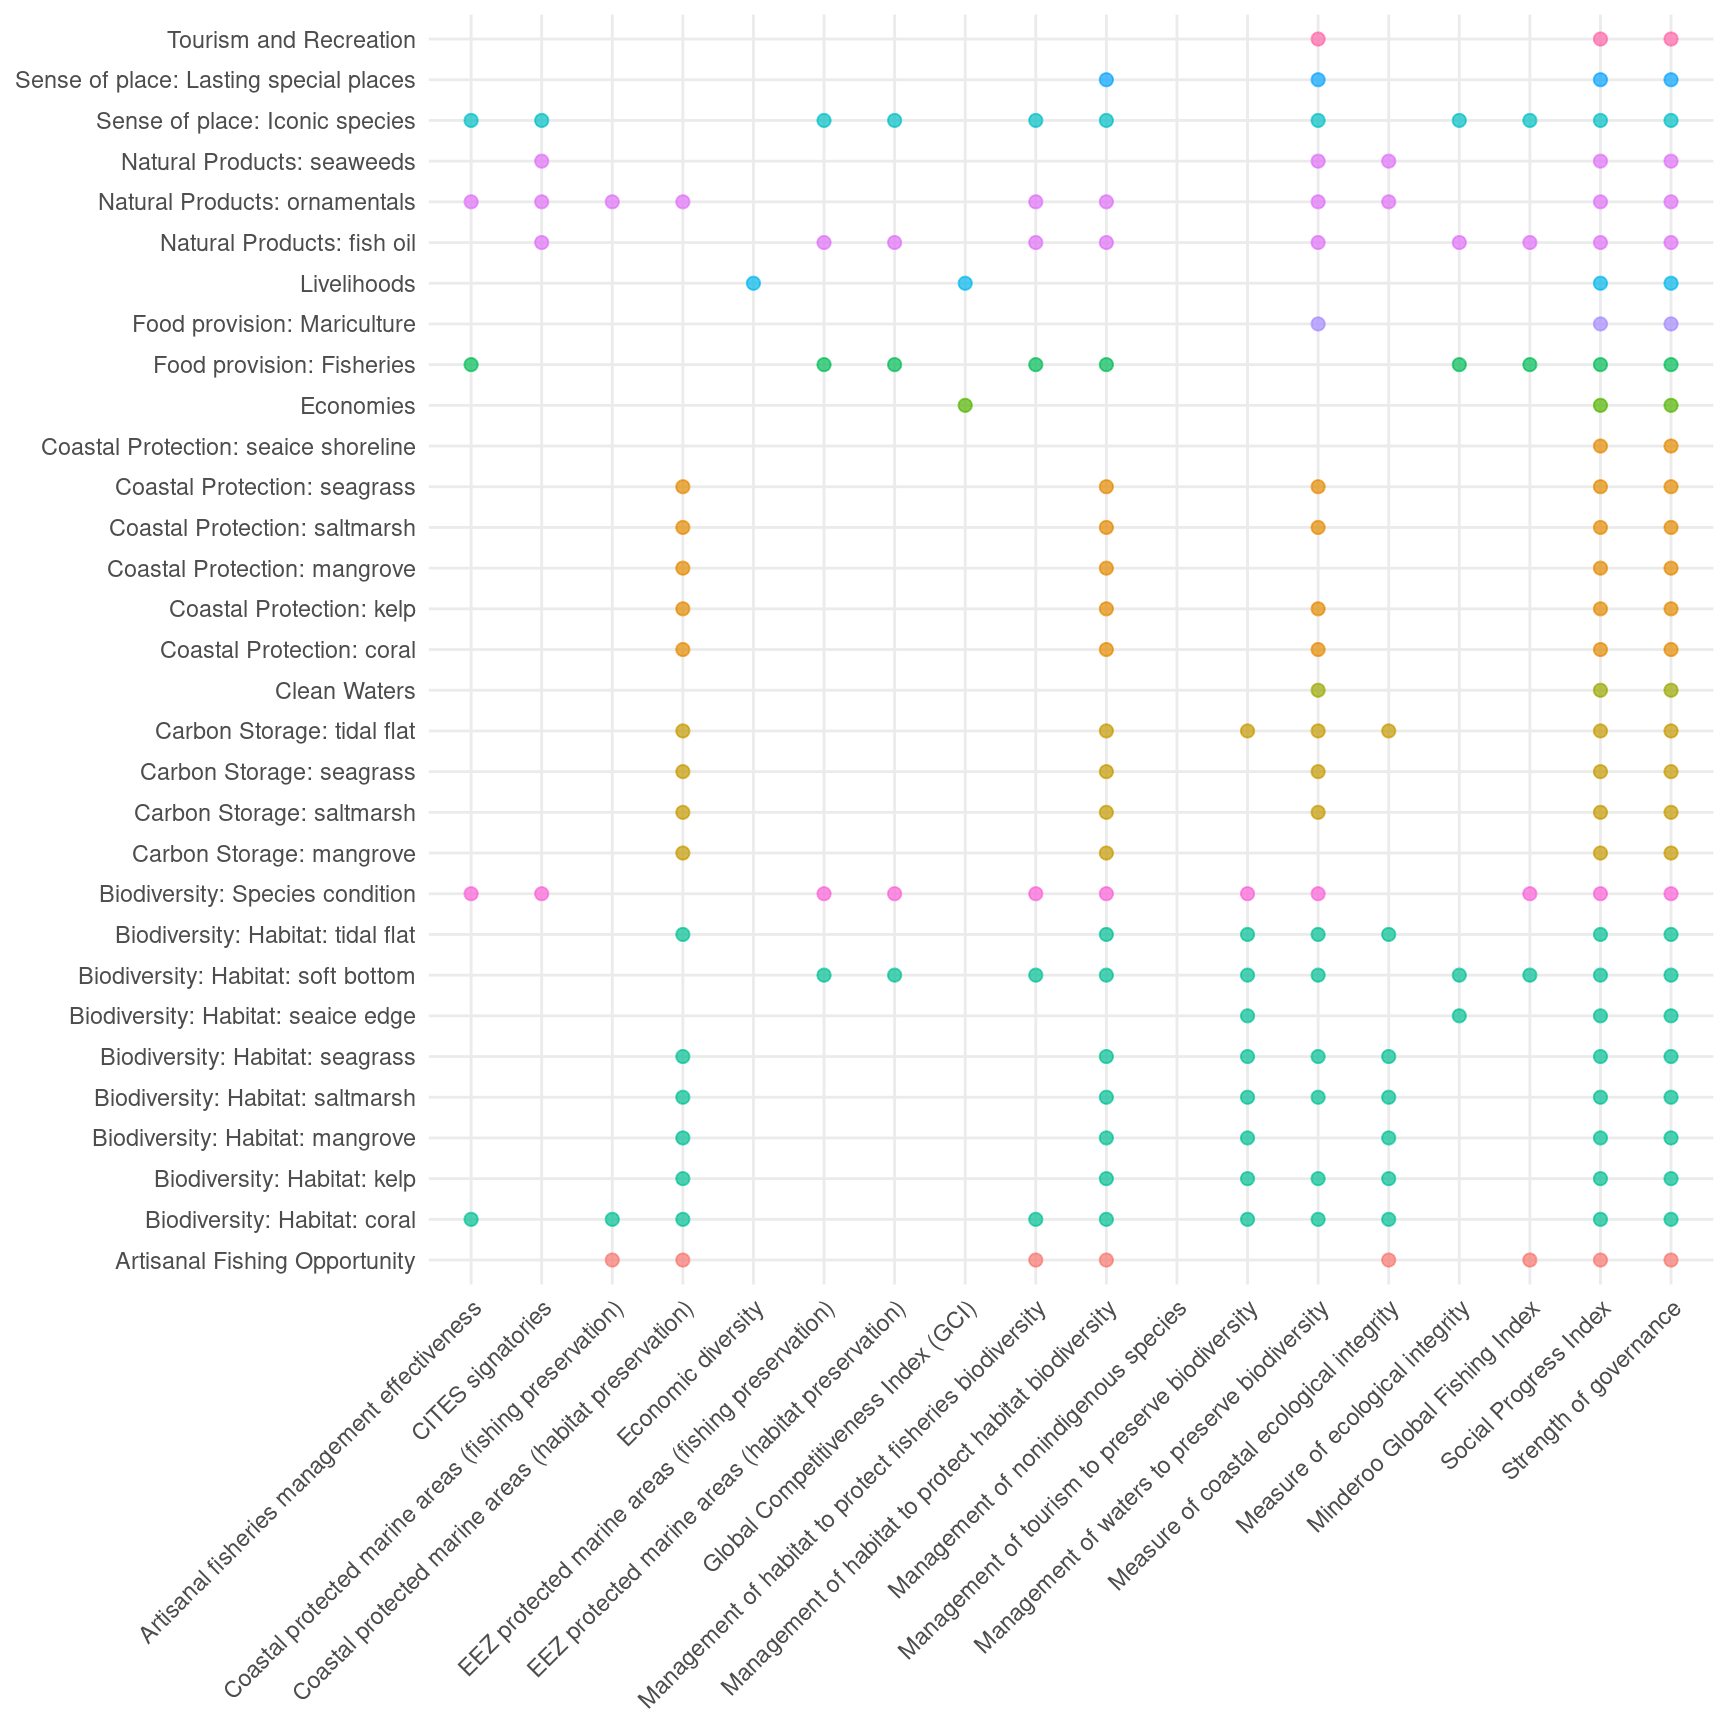 Tourism and Recreation
Sense of place: Lasting special places
Sense of place: Iconic species
Natural Products: seaweeds
Natural Products: ornamentals
Natural Products: fish oil
Livelihoods
Food provision: Mariculture
Food provision: Fisheries
Economies
Coastal Protection: seaice shoreline
Coastal Protection: seagrass
Coastal Protection: saltmarsh
Coastal Protection: mangrove
Coastal Protection: kelp
Coastal Protection: coral
Clean Waters
Carbon Storage: tidal flat
Carbon Storage: seagrass
Carbon Storage: saltmarsh
Carbon Storage: mangrove
Biodiversity: Species condition
Biodiversity: Habitat: tidal flat
Biodiversity: Habitat: soft bottom
Biodiversity: Habitat: seaice edge
Biodiversity: Habitat: seagrass
Biodiversity: Habitat: saltmarsh
Biodiversity: Habitat: mangrove
Biodiversity: Habitat: kelp
Biodiversity: Habitat: coral
Artisanal Fishing Opportunity
Artisanal fisheries management effectiveness
CITES signatories
Coastal protected marine areas (fishing preservation)
Coastal protected marine areas (habitat preservation)
Economic diversity
EEZ protected marine areas (fishing preservation)
EEZ protected marine areas (habitat preservation)
Global Competitiveness Index (GCI)
Management of habitat to protect fisheries biodiversity
Management of habitat to protect habitat biodiversity
Management of nonindigenous species
Management of tourism to preserve biodiversity
Management of waters to preserve biodiversity
Measure of coastal ecological integrity
Measure of ecological integrity
Minderoo Global Fishing Index
Social Progress Index
Strength of governance